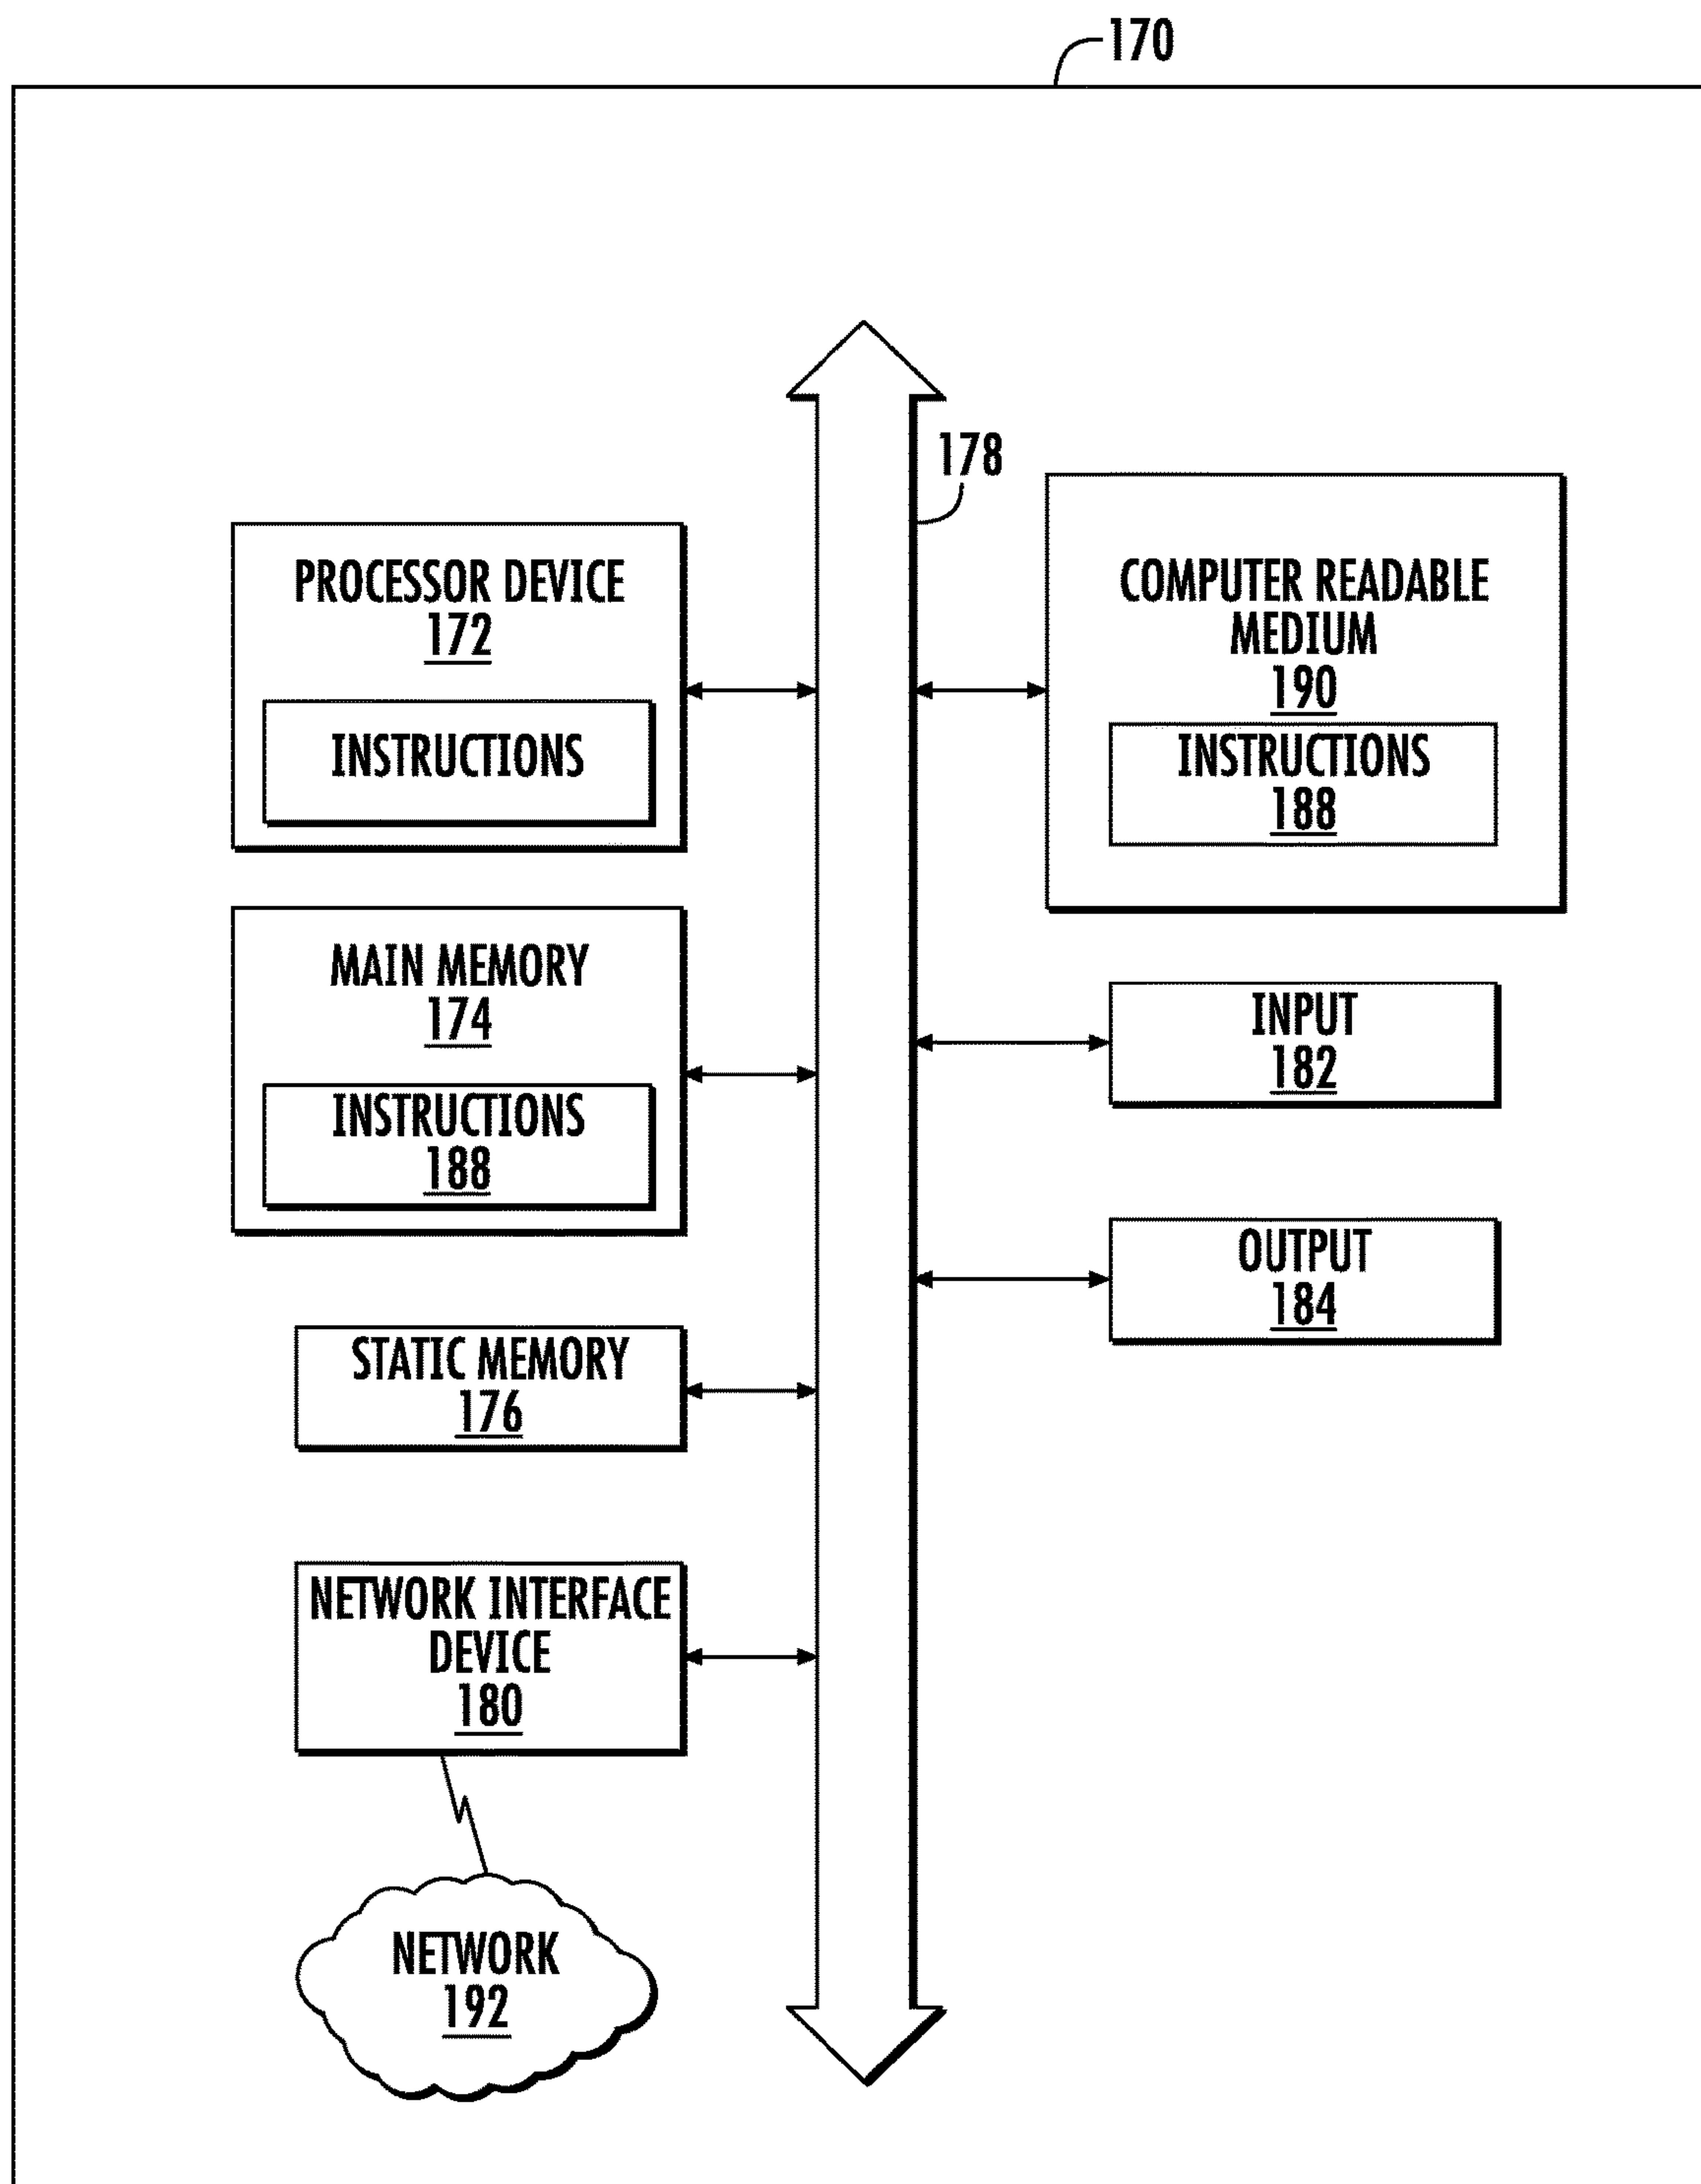 170
178
PROCESSOR DEVICE
172
INSTRUCTIONS
COMPUTER READABLE
MEDIUM
190
INSTRUCTIONS
188
MAIN MEMORY
174
INSTRUCTIONS
188
INPUT
182
OUTPUT
184
STATIC MEMORY
176
NETWORK INTERFACE
DEVICE
180
NETWORK
192